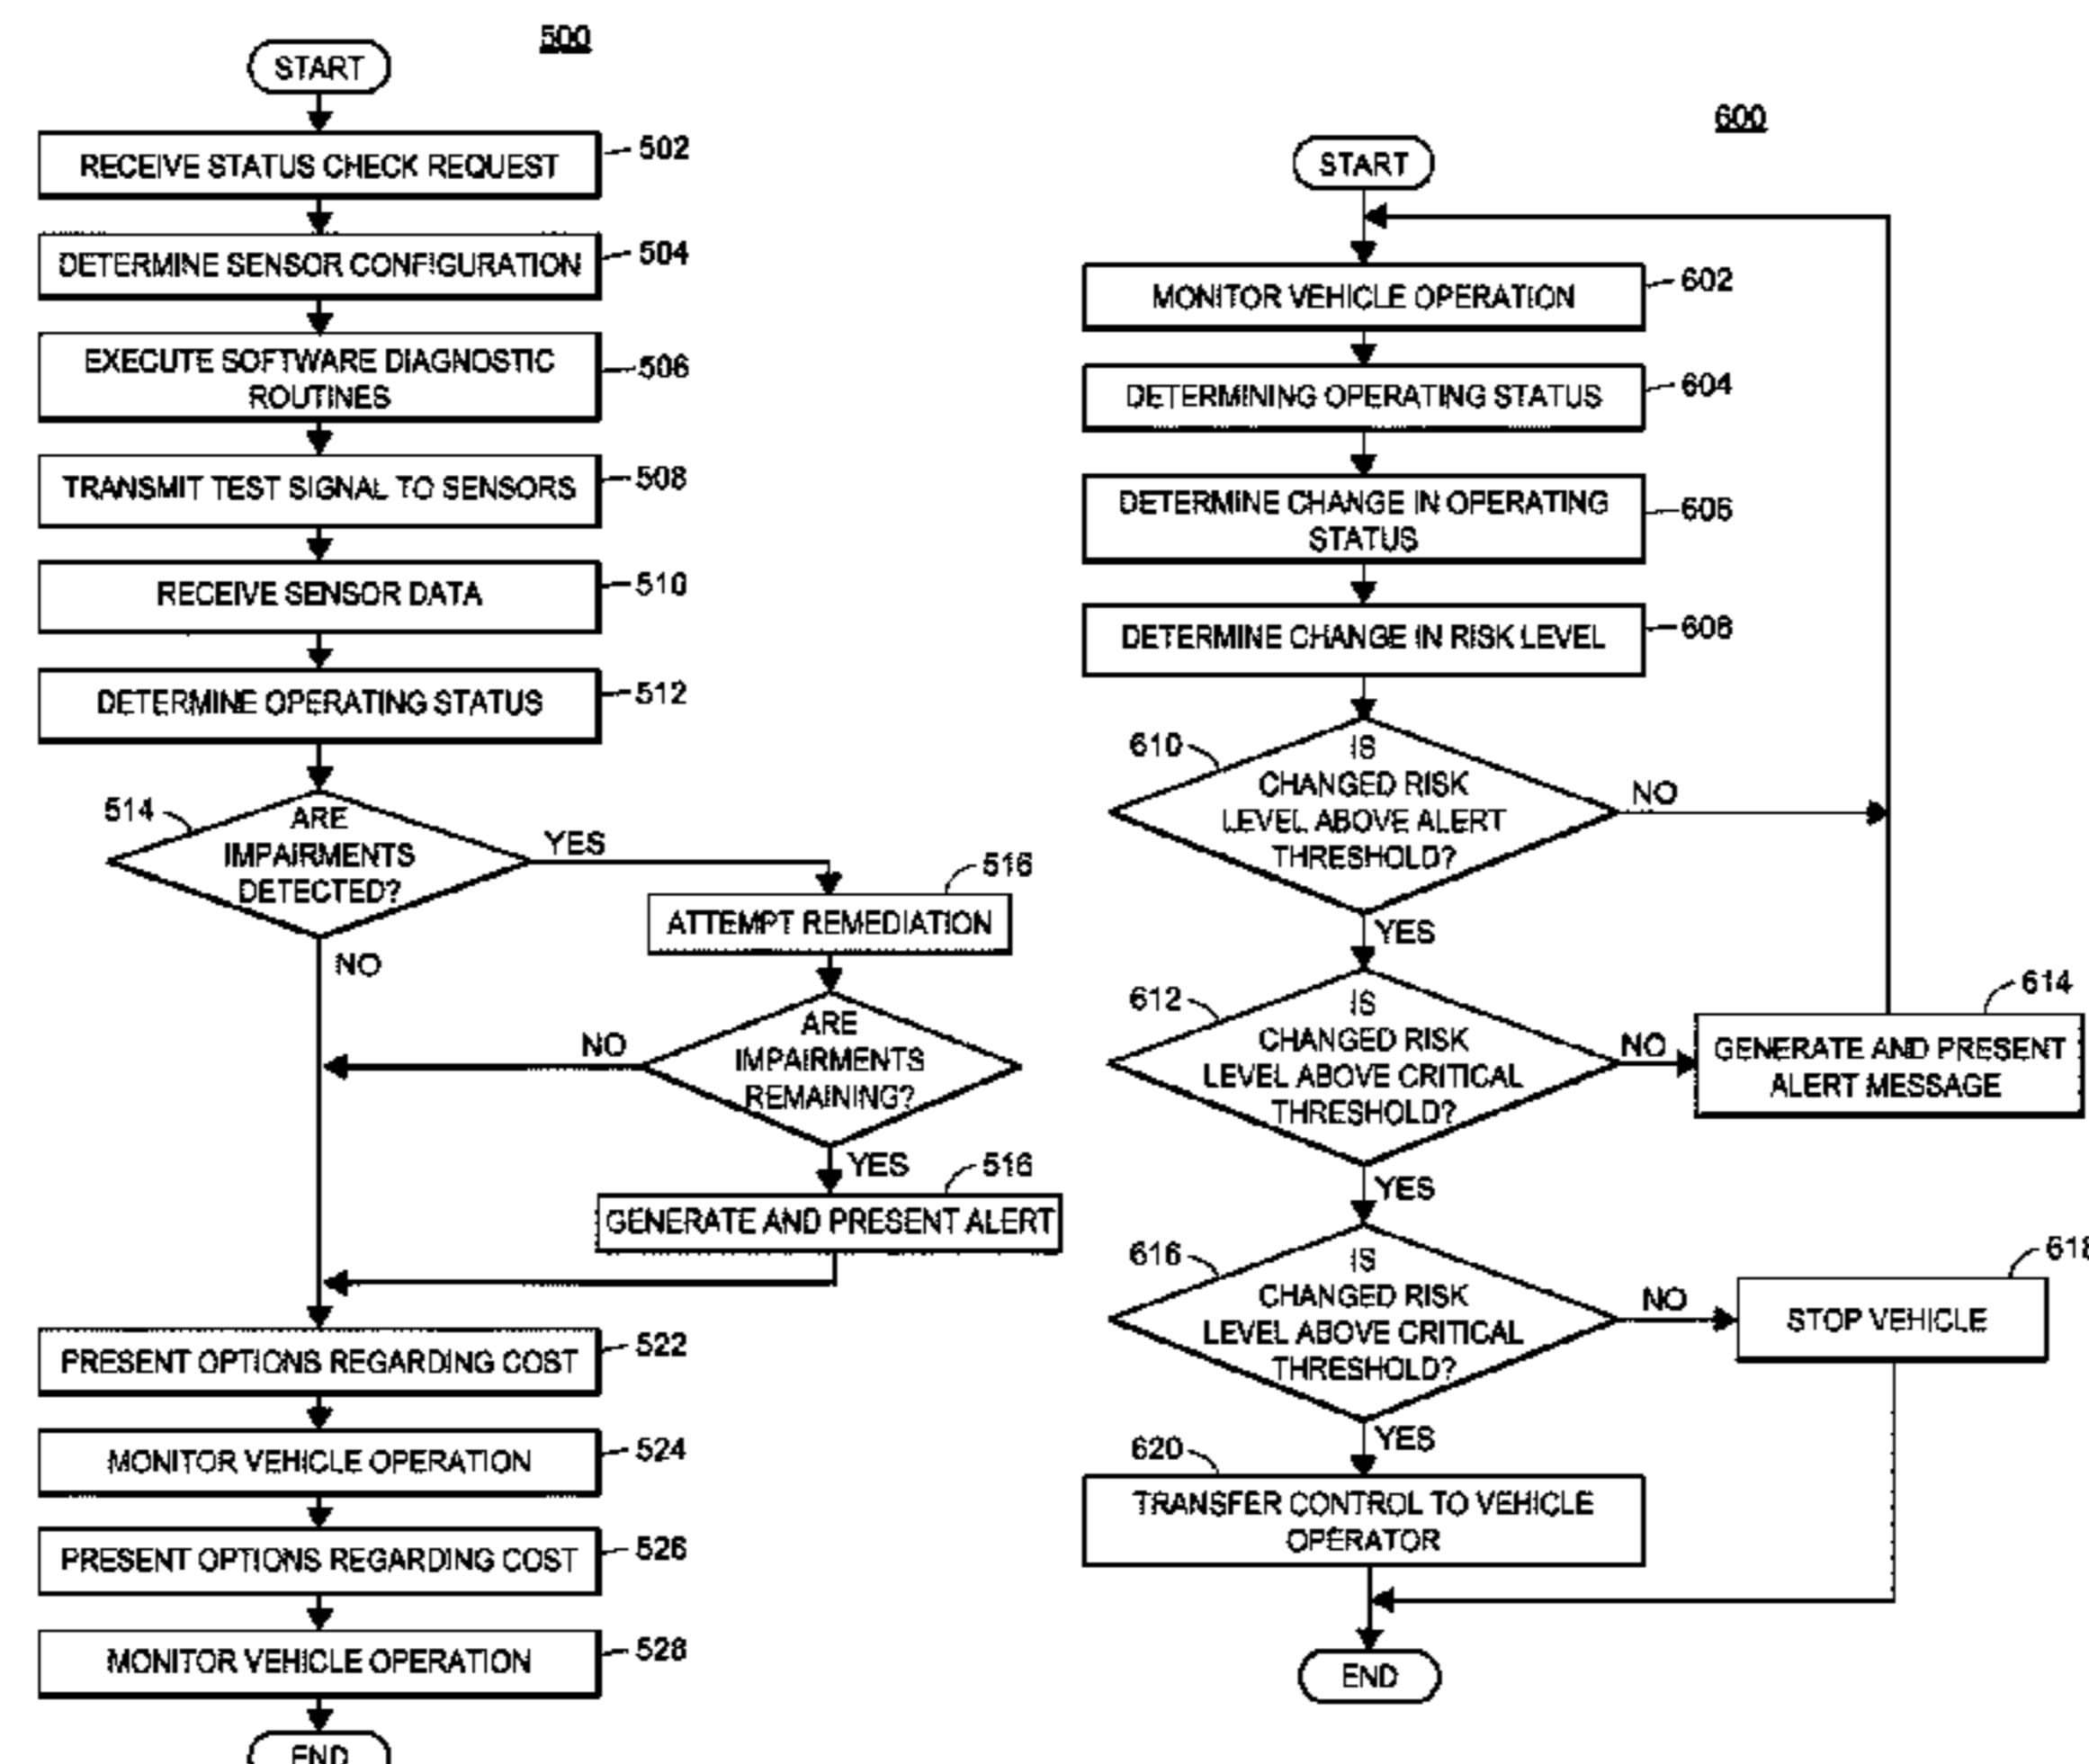 500
START
RECEIVE STATUS CHECK REQUEST
502
DETERMINE SENSOR CONFIGURATION
504
EXECUTE SOFTWARE DIAGNOSTIC
ROUTINES
506
TRANSMIT TEST SIGNAL TO SENSORS
508
RECEIVE SENSOR DATA
510
DETERMINE OPERATING STATUS
512
514
ARE
IMPAIRMENTS
DETECTED?
YES
NO
516
ATTEMPT REMEDIATION
ARE
IMPAIRMENTS
REMAINING?
NO
YES
516
GENERATE AND PRESENT ALERT
PRESENT OPTIONS REGARDING COST
522
MONITOR VEHICLE OPERATION
524
PRESENT OPTIONS REGARDING COST
526
MONITOR VEHICLE OPERATION
528
END
600
START
MONITOR VEHICLE OPERATION
602
DETERMINING OPERATING STATUS
604
DETERMINE CHANGE IN OPERATING
STATUS
606
DETERMINE CHANGE IN RISK LEVEL
608
610
IS
CHANGED RISK
LEVEL ABOVE ALERT
THRESHOLD?
NO
YES
612
IS
CHANGED RISK
LEVEL ABOVE CRITICAL
THRESHOLD?
NO
614
GENERATE AND PRESENT
ALERT MESSAGE
YES
616
IS
CHANGED RISK
LEVEL ABOVE CRITICAL
THRESHOLD?
NO
618
STOP VEHICLE
YES
620
TRANSFER CONTROL TO VEHICLE
OPERATOR
END